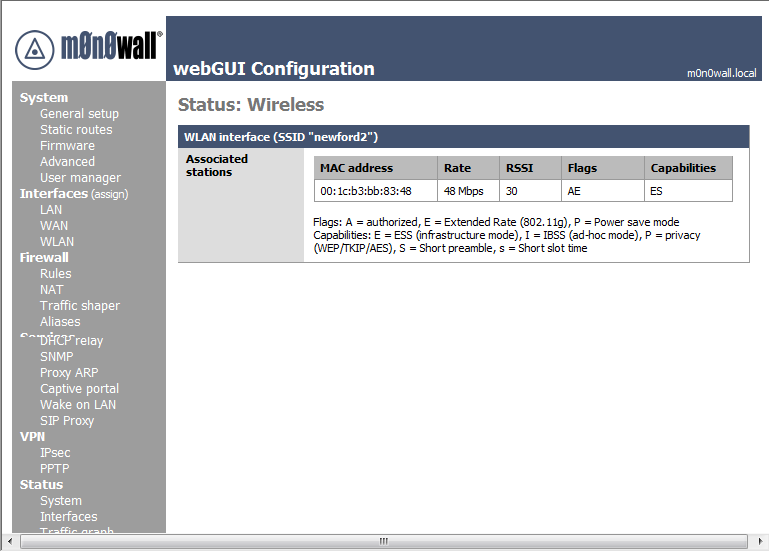 m0n0wall®
webGUI Configuration
m0n0wall.local
System
General setup
Static routes
Firmware
Advanced
User manager
Interfaces (assign)
LAN
WAN
WLAN
Firewall
Rules
NAT
Traffic shaper
Aliases
DHCP relay
SNMP
Proxy ARP
Captive portal
Wake on LAN
SIP Proxy
VPN
IPsec
PPTP
Status
System
Interfaces
Traffic graph
Status: Wireless
WLAN interface (SSID "newford2")
Associated
stations
MAC address Rate RSSI Flags Capabilities
00:1c:b3:bb:83:48 48 Mbps 30 AE ES
Flags: A = authorized, E = Extended Rate (802.11g), P = Power save mode
Capabilities: E = ESS (infrastructure mode), I = IBSS (ad-hoc mode), P = privacy
(WEP/TKIP/AES), S = Short preamble, s = Short slot time